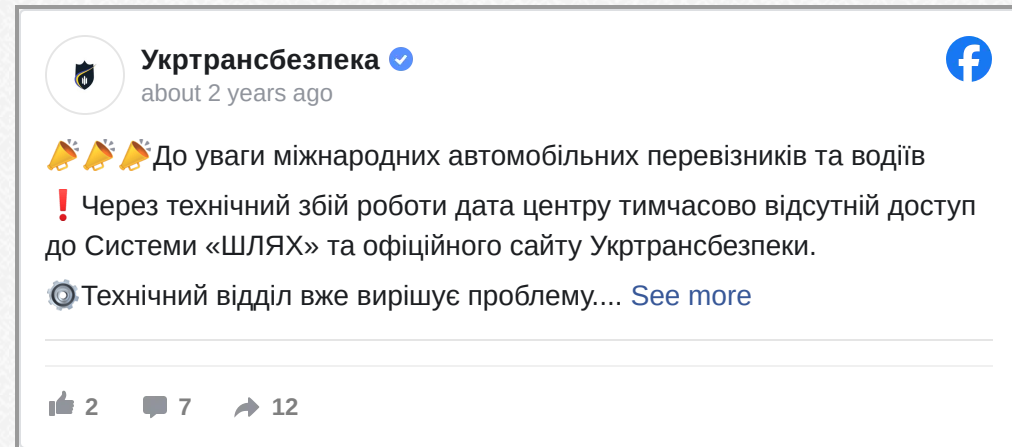 Укртрансбезпека
about 2 years ago
📣📣📣До уваги міжнародних автомобільних перевізників та водіїв
❗Через технічний збій роботи дата центру тимчасово відсутній доступ
до Системи «ШЛЯХ» та офіційного сайту Укртрансбезпеки.
⚙️Технічний відділ вже вирішує проблему.... See more
2 7 12